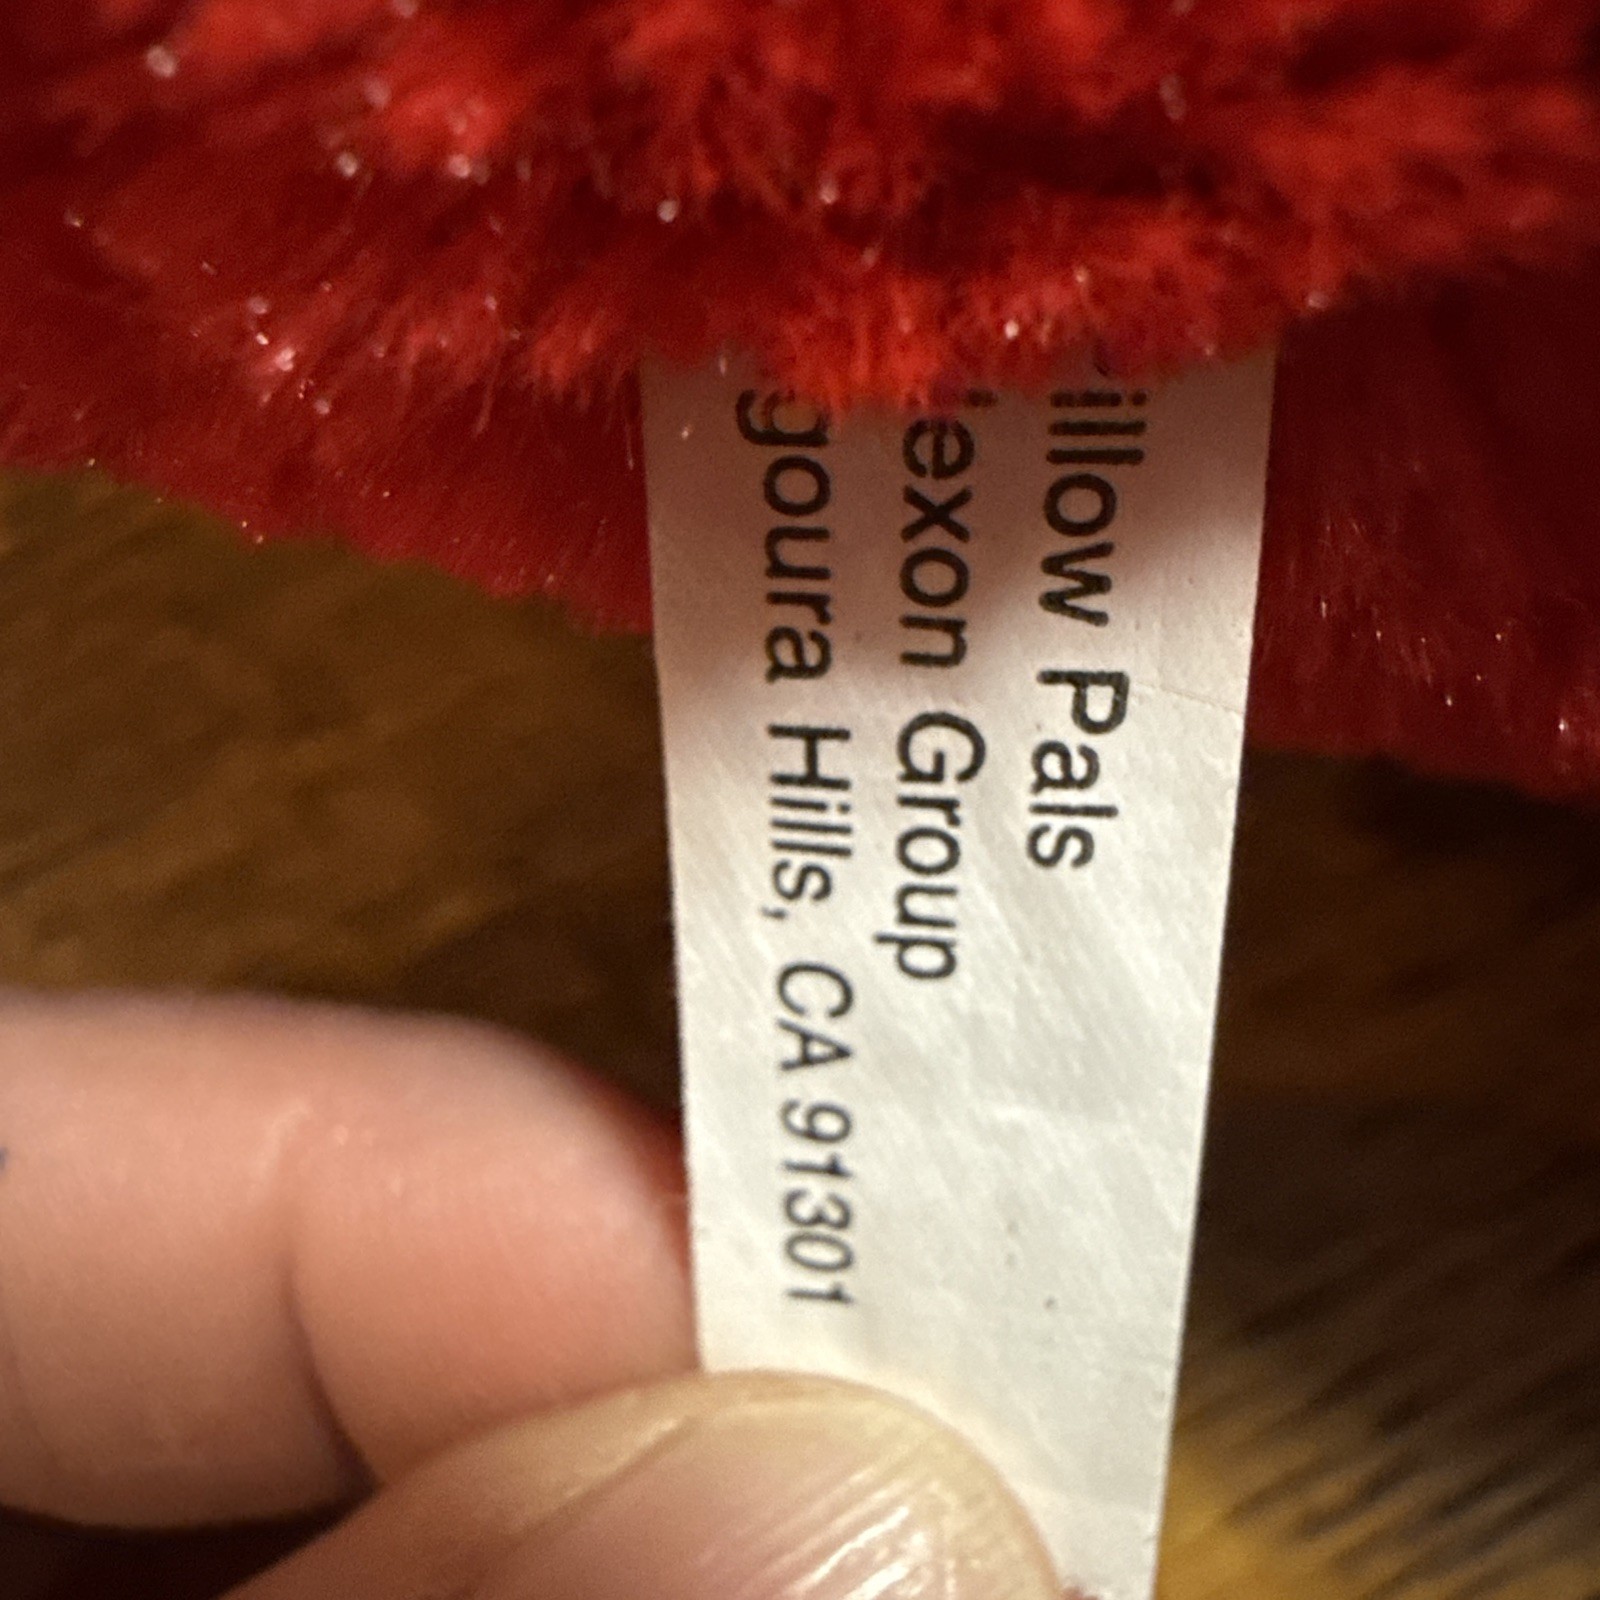 illow Pals
exon Group
goura Hills, CA 91301